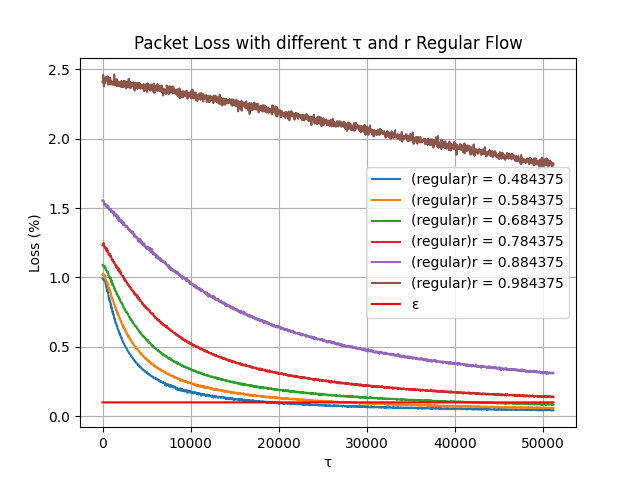 Packet Loss with different τ and r Regular Flow
2.5
2.0
1.5
1.0
0.5
0.0
Loss (%)
(regular)r = 0.484375
(regular)r = 0.584375
(regular)r = 0.684375
(regular)r = 0.784375
(regular)r = 0.884375
(regular)r = 0.984375
ε
0 10000 20000 30000 40000 50000
τ